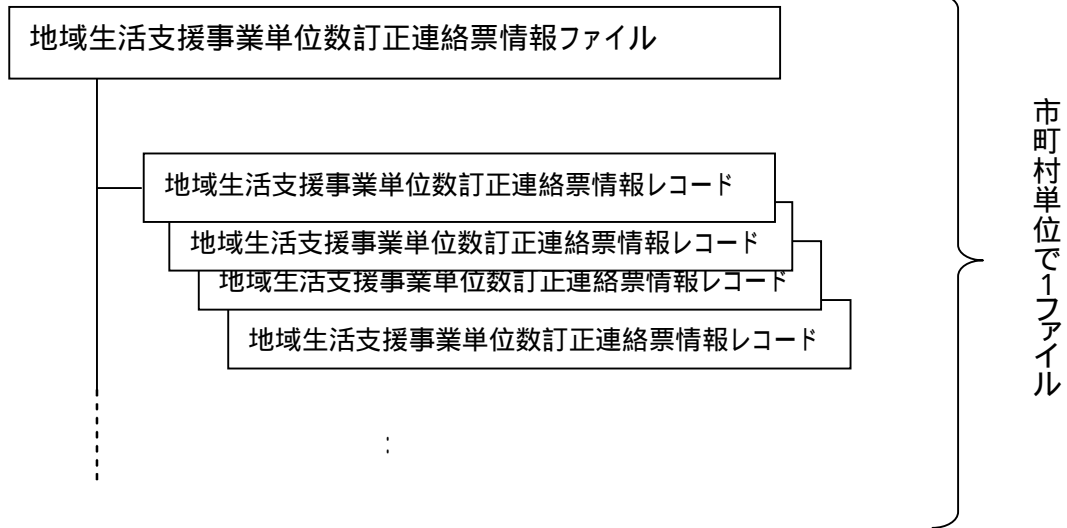 地域生活支援事業単位数訂正連絡票情報ファイル
地域生活支援事業単位数訂正連絡票情報レコード
地域生活支援事業単位数訂正連絡票情報レコード
地域生活支援事業単位数訂正連絡票情報レコード
地域生活支援事業単位数訂正連絡票情報レコード
:
市町村単位で1ファイル